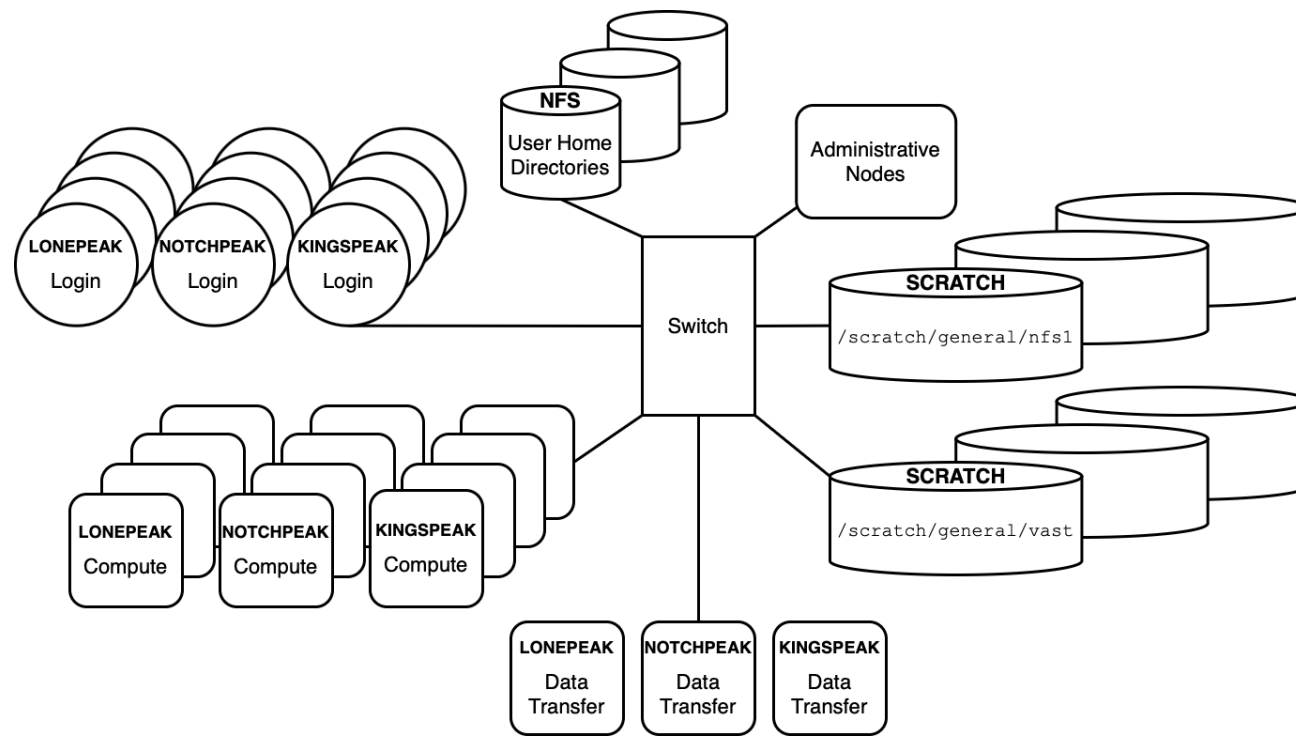 NFS
User Home
Directories
Administrative
Nodes
LONEPEAK
Login
NOTCHPEAK
Login
KINGSPEAK
Login
Switch
SCRATCH
/scratch/general/nfs1
SCRATCH
/scratch/general/vast
LONEPEAK
Compute
NOTCHPEAK
Compute
KINGSPEAK
Compute
LONEPEAK
Data
Transfer
NOTCHPEAK
Data
Transfer
KINGSPEAK
Data
Transfer